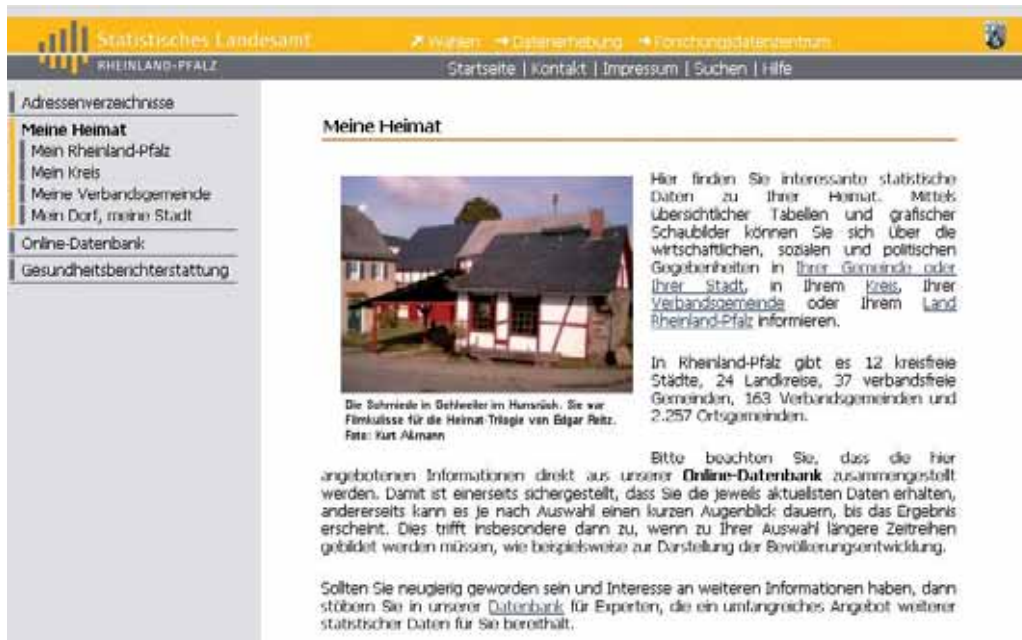 Statistisches Landesamt
RHEINLAND-PFALZ
Wahlen Datenerhebung Forschungsdatenzentrum
Startseite | Kontakt | Impressum | Suchen | Hilfe
Adressenverzeichnisse
Meine Heimat
Mein Rheinland-Pfalz
Mein Kreis
Meine Verbandsgemeinde
Mein Dorf, meine Stadt
Online-Datenbank
Gesundheitsberichterstattung
Meine Heimat
Die Schmiede in Gehlweiler im Hunsrück. Sie war
Filmkulisse für die Heimat-Trilogie von Edgar Reitz.
Foto: Kurt
Hier finden Sie interessante statistische
Daten zu Ihrer Heimat. Mittels
übersichtlicher Tabellen und grafischer
Schaubilder können Sie sich über die
wirtschaftlichen, sozialen und politischen
Gegebenheiten in Ihrer Gemeinde oder
Ihrer Stadt, in Ihrem Kreis, Ihrer
Verbandsgemeinde oder Ihrem Land
Rheinland-Pfalz informieren.
In Rheinland-Pfalz gibt es 12 kreisfreie
Städte, 24 Landkreise, 37 verbandsfreie
Gemeinden, 163 Verbandsgemeinden und
2.257 Ortsgemeinden.
Bitte beachten Sie, dass die hier
angebotenen Informationen direkt aus unserer Online-Datenbank zusammengestellt
werden. Damit ist einerseits sichergestellt, dass Sie die jeweils aktuellsten Daten erhalten,
andererseits kann es je nach Auswahl einen kurzen Augenblick dauern, bis das Ergebnis
erscheint. Dies trifft insbesondere dann zu, wenn zu Ihrer Auswahl längere Zeitreihen
gebildet werden müssen, wie beispielsweise zur Darstellung der Bevölkerungsentwicklung.
Sollten Sie neugierig geworden sein und Interesse an weiteren Informationen haben, dann
stöbern Sie in unserer Datenbank für Experten, die ein umfangreiches Angebot weiterer
statistischer Daten für Sie bereithält.